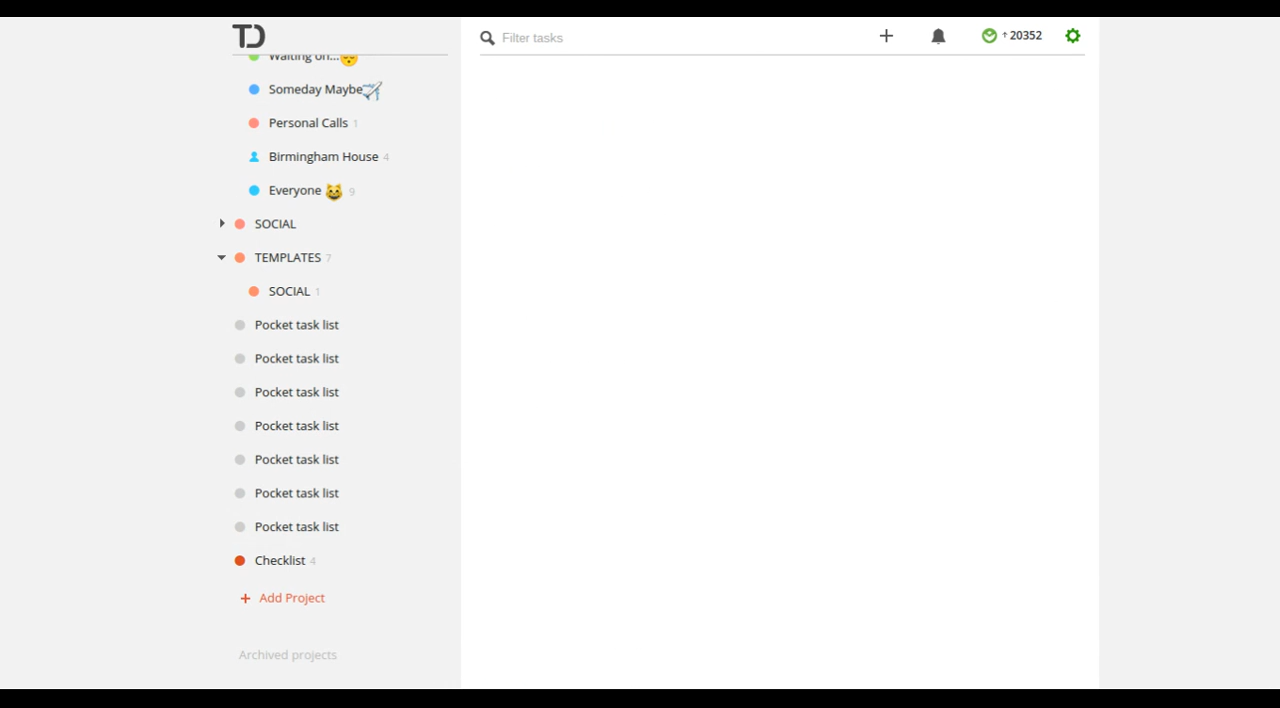 TD
Filter tasks
20352
Waiting on...
Someday Maybe
Personal Calls 1
Birmingham House 4
Everyone 9
SOCIAL
TEMPLATES 7
SOCIAL 1
Pocket task list
Pocket task list
Pocket task list
Pocket task list
Pocket task list
Pocket task list
Pocket task list
Checklist 4
+ Add Project
Archived projects